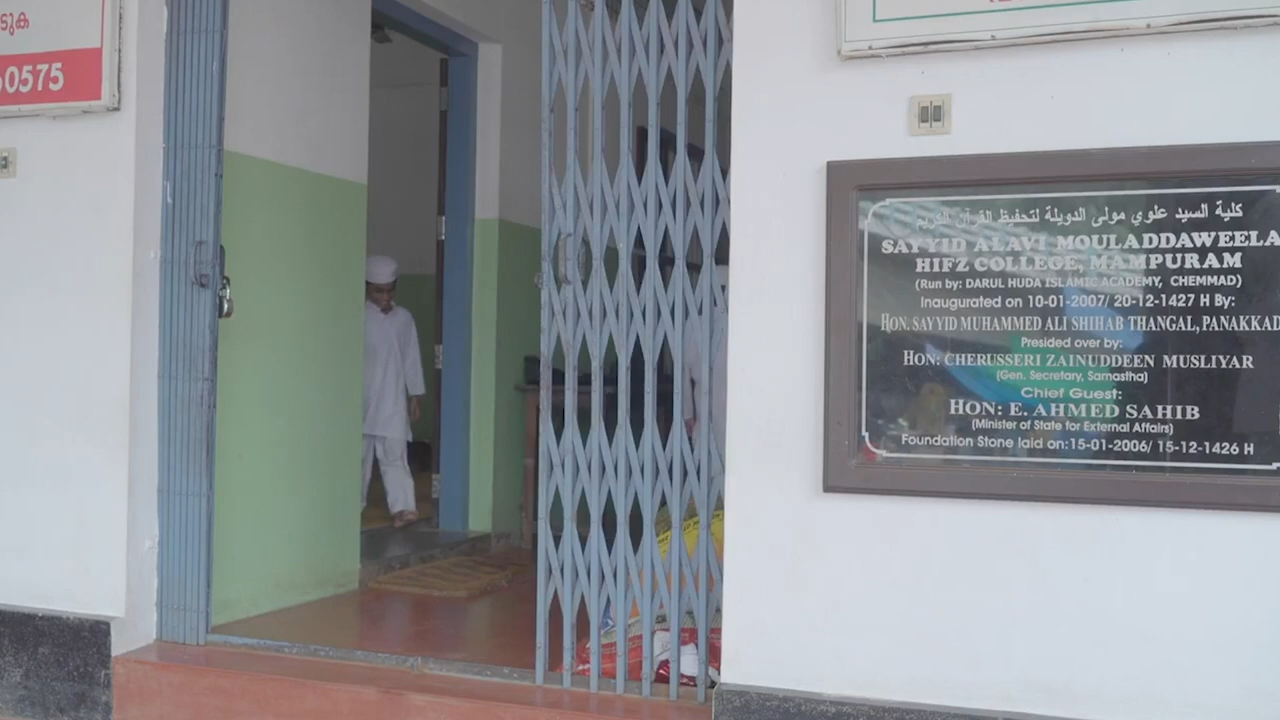 ടുക
0575
كلية السيد علوي مولى الدويلة لتحفيظ القرآن الكريم
SAYYID ALAVI MOULADDAWEELA
HIFZ COLLEGE, MAMPURAM
(Run by: DARUL HUDA ISLAMIC ACADEMY, CHEMMAD)
Inaugurated on 10-01-2007/ 20-12-1427 H By:
HON. SAYYID MUHAMMED ALI SHIHAB THANGAL, PANAKKAD
Presided over by:
HON: CHERUSSERI ZAINUDDEEN MUSLIYAR
(Gen. Secretary, Samastha)
Chief Guest:
HON: E. AHMED SAHIB
(Minister of State for External Affairs)
Foundation Stone laid on:15-01-2006/ 15-12-1426 H